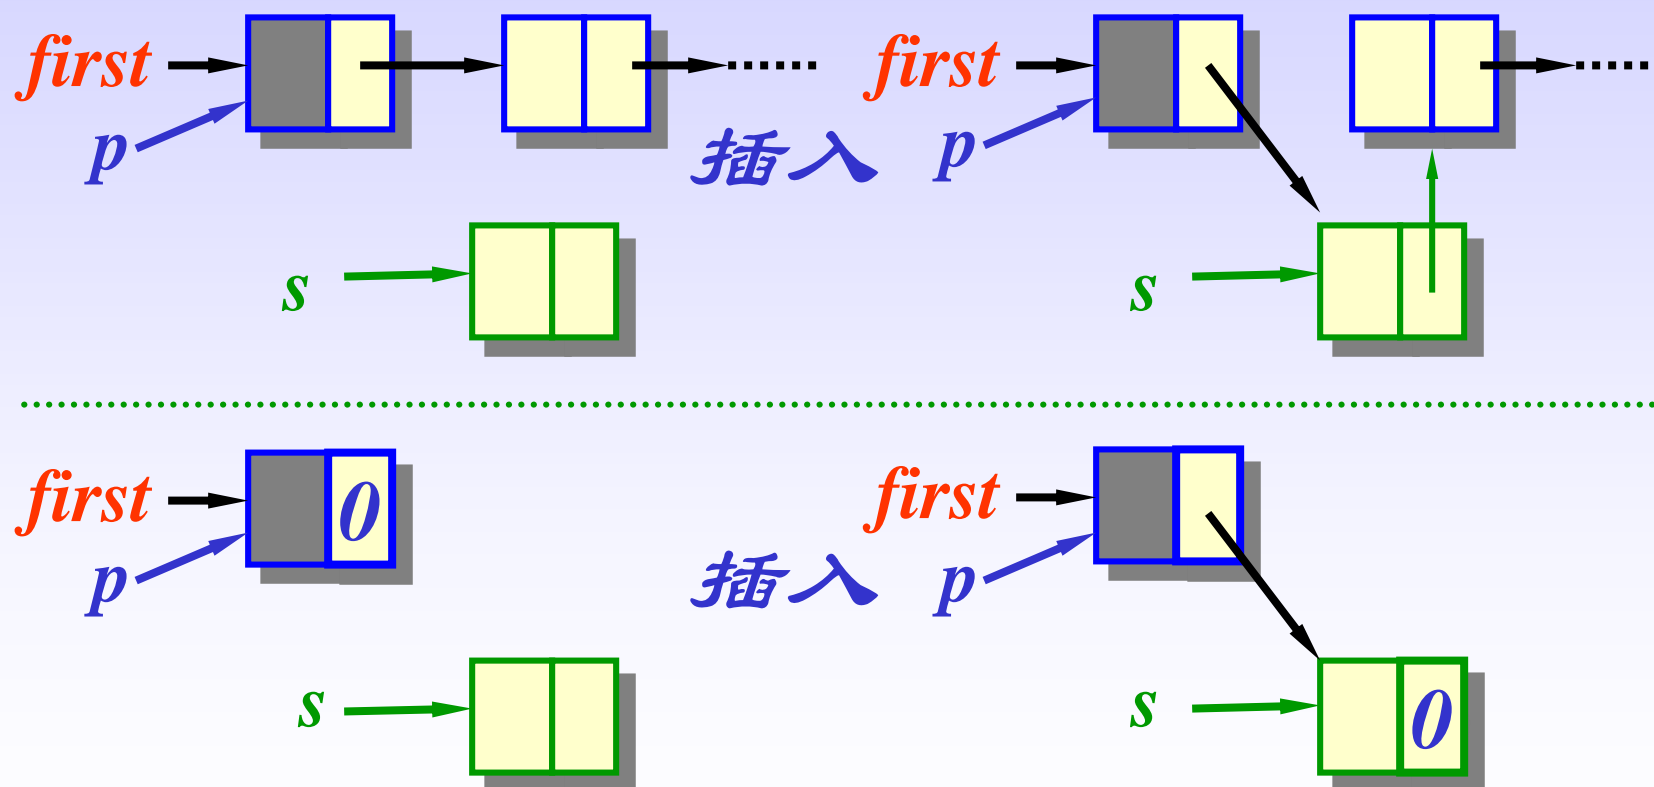 first first
p 插入 p
s s
first 0 first
p 插入 p
s s 0